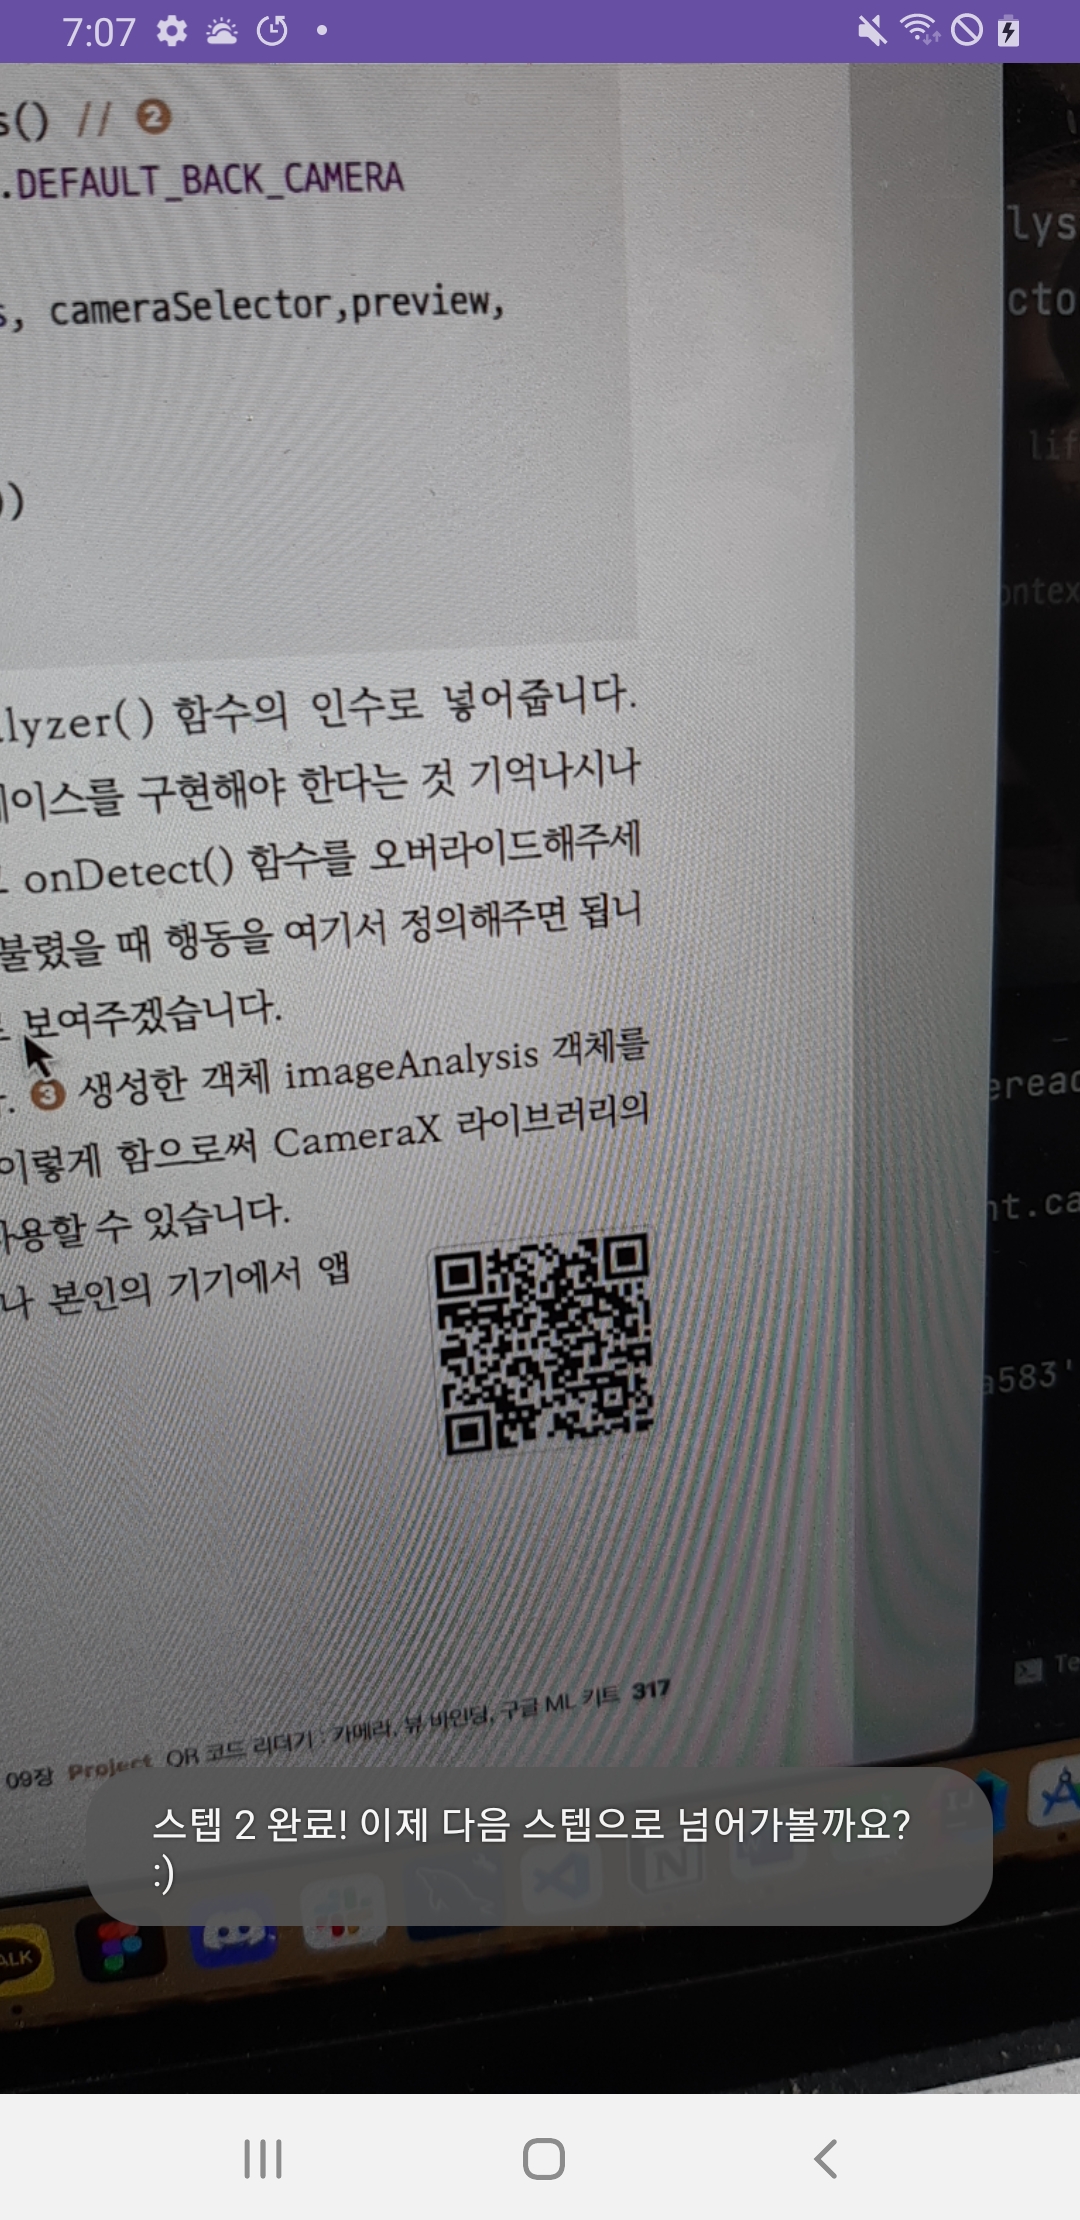 7:07
s() // ❷
.DEFAULT_BACK_CAMERA
lys
cto
s, cameraSelector,preview,
lif
))
ontex
lyzer() 함수의 인수로 넣어줍니다.
이스를 구현해야 한다는 것 기억나시나
onDetect() 함수를 오버라이드해주세
불렸을 때 행동을 여기서 정의해주면 됩니
보여주겠습니다.
. ❸ 생성한 객체 imageAnalysis 객체를
eread
이렇게 함으로써 CameraX 라이브러리의
사용할 수 있습니다.
nt.ca
나 본인의 기기에서 앱
a583'
Te
09장 Project QR 코드 리더기 : 카메라, 뷰 바인딩, 구글 ML 키트 317
스텝 2 완료! 이제 다음 스텝으로 넘어가볼까요?
:)
ALK